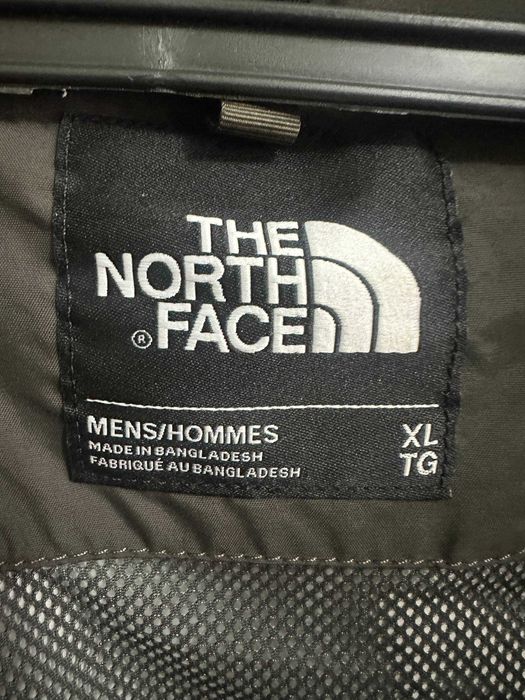 THE
NORTH
® FACE
MENS/HOMMES XL
MADE IN BANGLADESH TG
FABRIQUÉ AU BANGLADESH